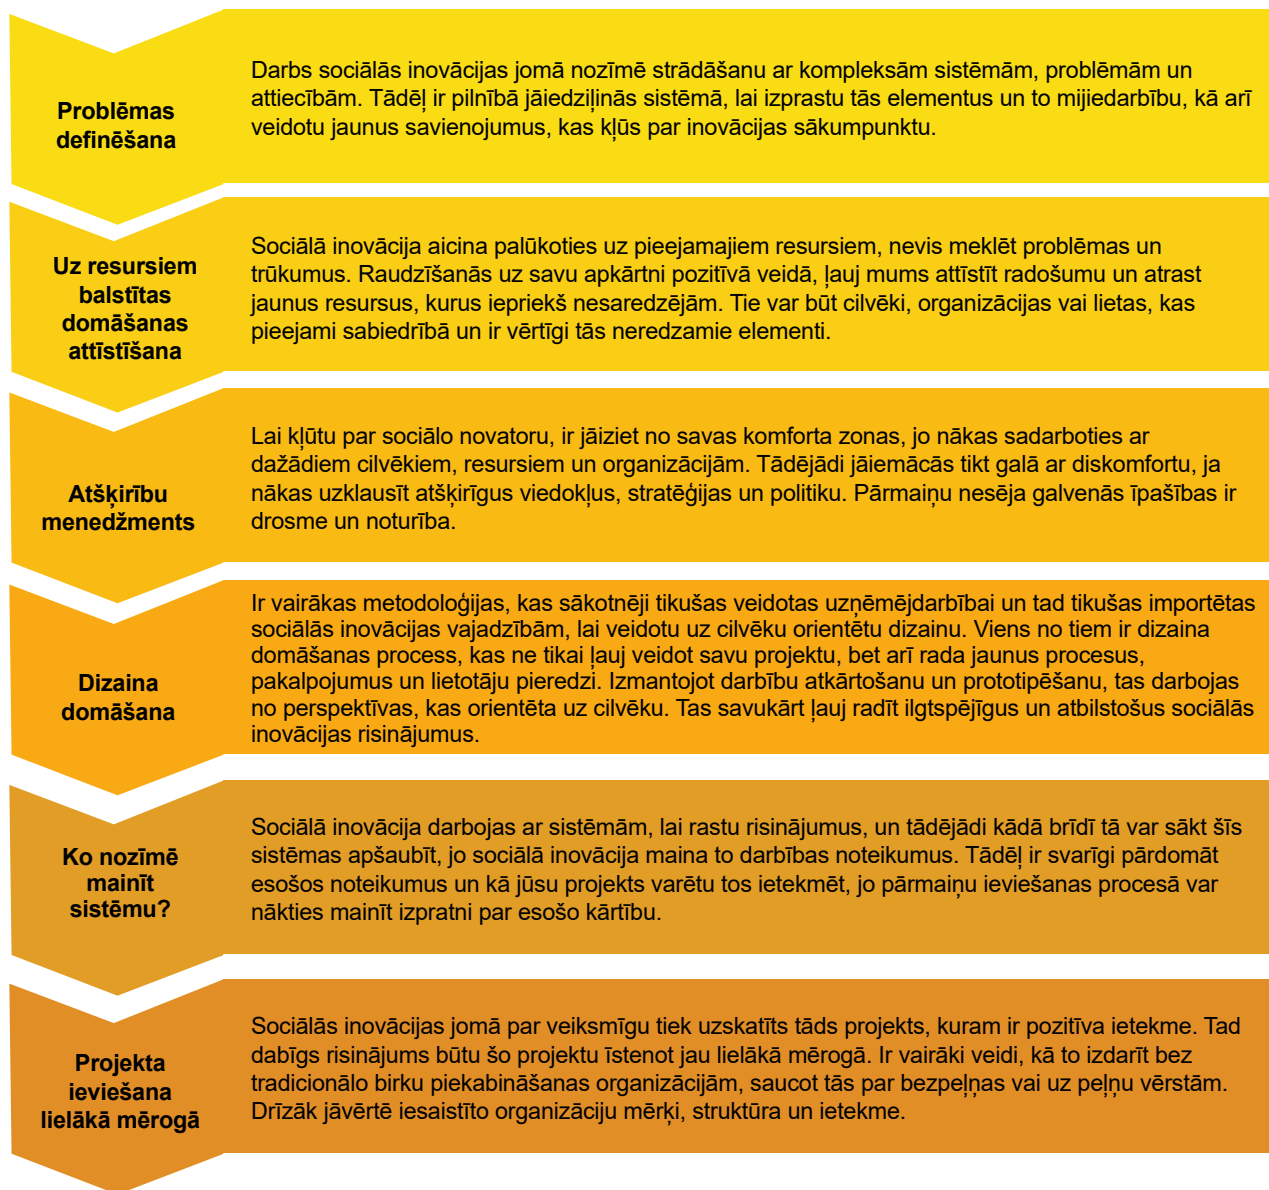 Problēmas
definēšana
Darbs sociālās inovācijas jomā nozīmē strādāšanu ar kompleksām sistēmām, problēmām un
attiecībām. Tādēļ ir pilnībā jāiedziļinās sistēmā, lai izprastu tās elementus un to mijiedarbību, kā arī
veidotu jaunus savienojumus, kas kļūs par inovācijas sākumpunktu.
Uz resursiem
balstītas
domāšanas
attīstīšana
Sociālā inovācija aicina palūkoties uz pieejamajiem resursiem, nevis meklēt problēmas un
trūkumus. Raudzīšanās uz savu apkārtni pozitīvā veidā, ļauj mums attīstīt radošumu un atrast
jaunus resursus, kurus iepriekš nesaredzējām. Tie var būt cilvēki, organizācijas vai lietas, kas
pieejami sabiedrībā un ir vērtīgi tās neredzamie elementi.
Atšķirību
menedžments
Lai kļūtu par sociālo novatoru, ir jāiziet no savas komforta zonas, jo nākas sadarboties ar
dažādiem cilvēkiem, resursiem un organizācijām. Tādējādi jāiemācās tikt galā ar diskomfortu, ja
nākas uzklausīt atšķirīgus viedokļus, stratēģijas un politiku. Pārmaiņu nesēja galvenās īpašības ir
drosme un noturība.
Dizaina
domāšana
Ir vairākas metodoloģijas, kas sākotnēji tikušas veidotas uzņēmējdarbībai un tad tikušas importētas
sociālās inovācijas vajadzībām, lai veidotu uz cilvēku orientētu dizainu. Viens no tiem ir dizaina
domāšanas process, kas ne tikai ļauj veidot savu projektu, bet arī rada jaunus procesus,
pakalpojumus un lietotāju pieredzi. Izmantojot darbību atkārtošanu un prototipēšanu, tas darbojas
no perspektīvas, kas orientēta uz cilvēku. Tas savukārt ļauj radīt ilgtspējīgus un atbilstošus sociālās
inovācijas risinājumus.
Ko nozīmē
mainīt
sistēmu?
Sociālā inovācija darbojas ar sistēmām, lai rastu risinājumus, un tādējādi kādā brīdī tā var sākt šīs
sistēmas apšaubīt, jo sociālā inovācija maina to darbības noteikumus. Tādēļ ir svarīgi pārdomāt
esošos noteikumus un kā jūsu projekts varētu tos ietekmēt, jo pārmaiņu ieviešanas procesā var
nākties mainīt izpratni par esošo kārtību.
Projekta
ieviešana
lielākā mērogā
Sociālās inovācijas jomā par veiksmīgu tiek uzskatīts tāds projekts, kuram ir pozitīva ietekme. Tad
dabīgs risinājums būtu šo projektu īstenot jau lielākā mērogā. Ir vairāki veidi, kā to izdarīt bez
tradicionālo birku piekabināšanas organizācijām, saucot tās par bezpeļņas vai uz peļņu vērstām.
Drīzāk jāvērtē iesaistīto organizāciju mērķi, struktūra un ietekme.